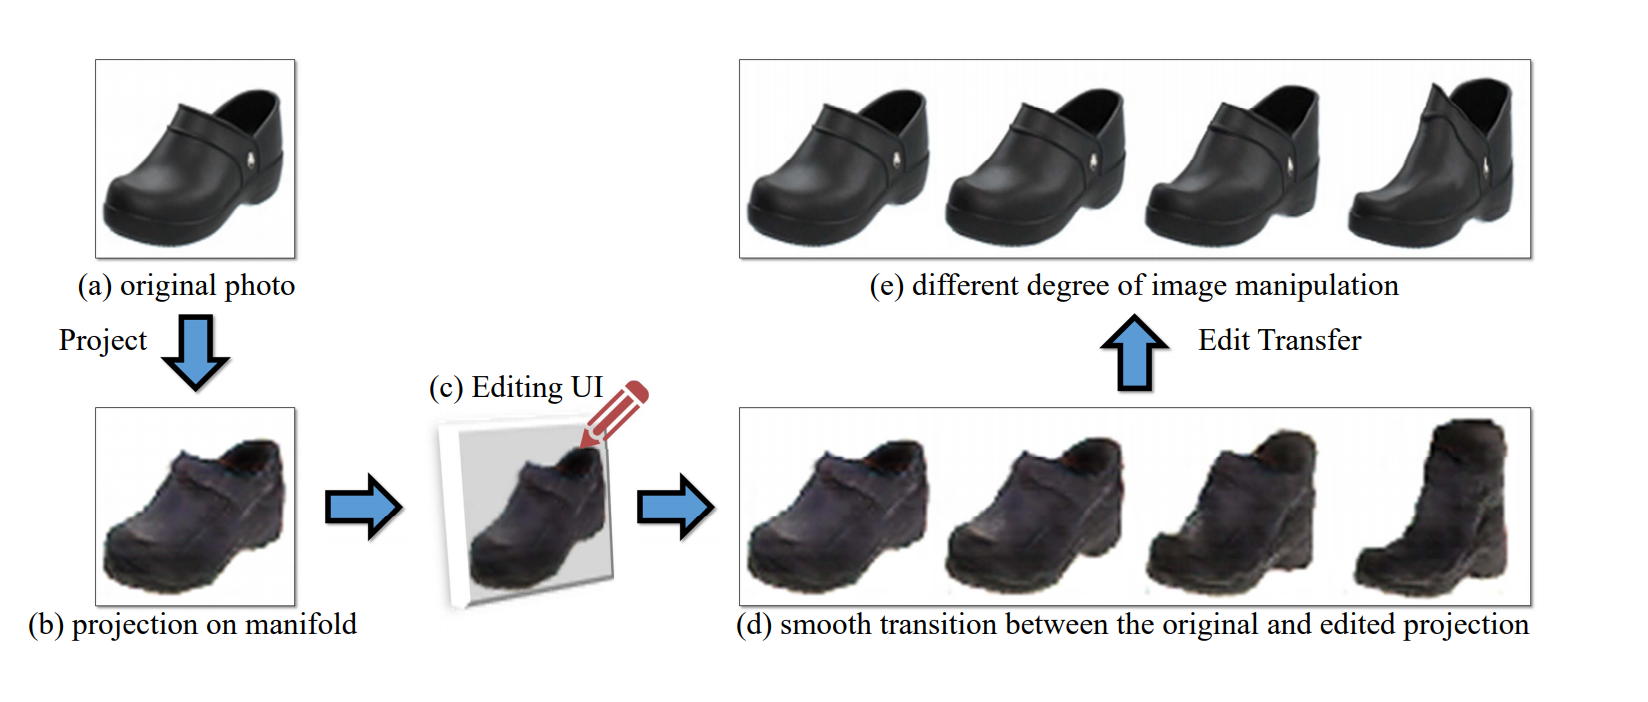 (a) original photo
Project
(b) projection on manifold
(c) Editing UI
(d) smooth transition between the original and edited projection
Edit Transfer
(e) different degree of image manipulation